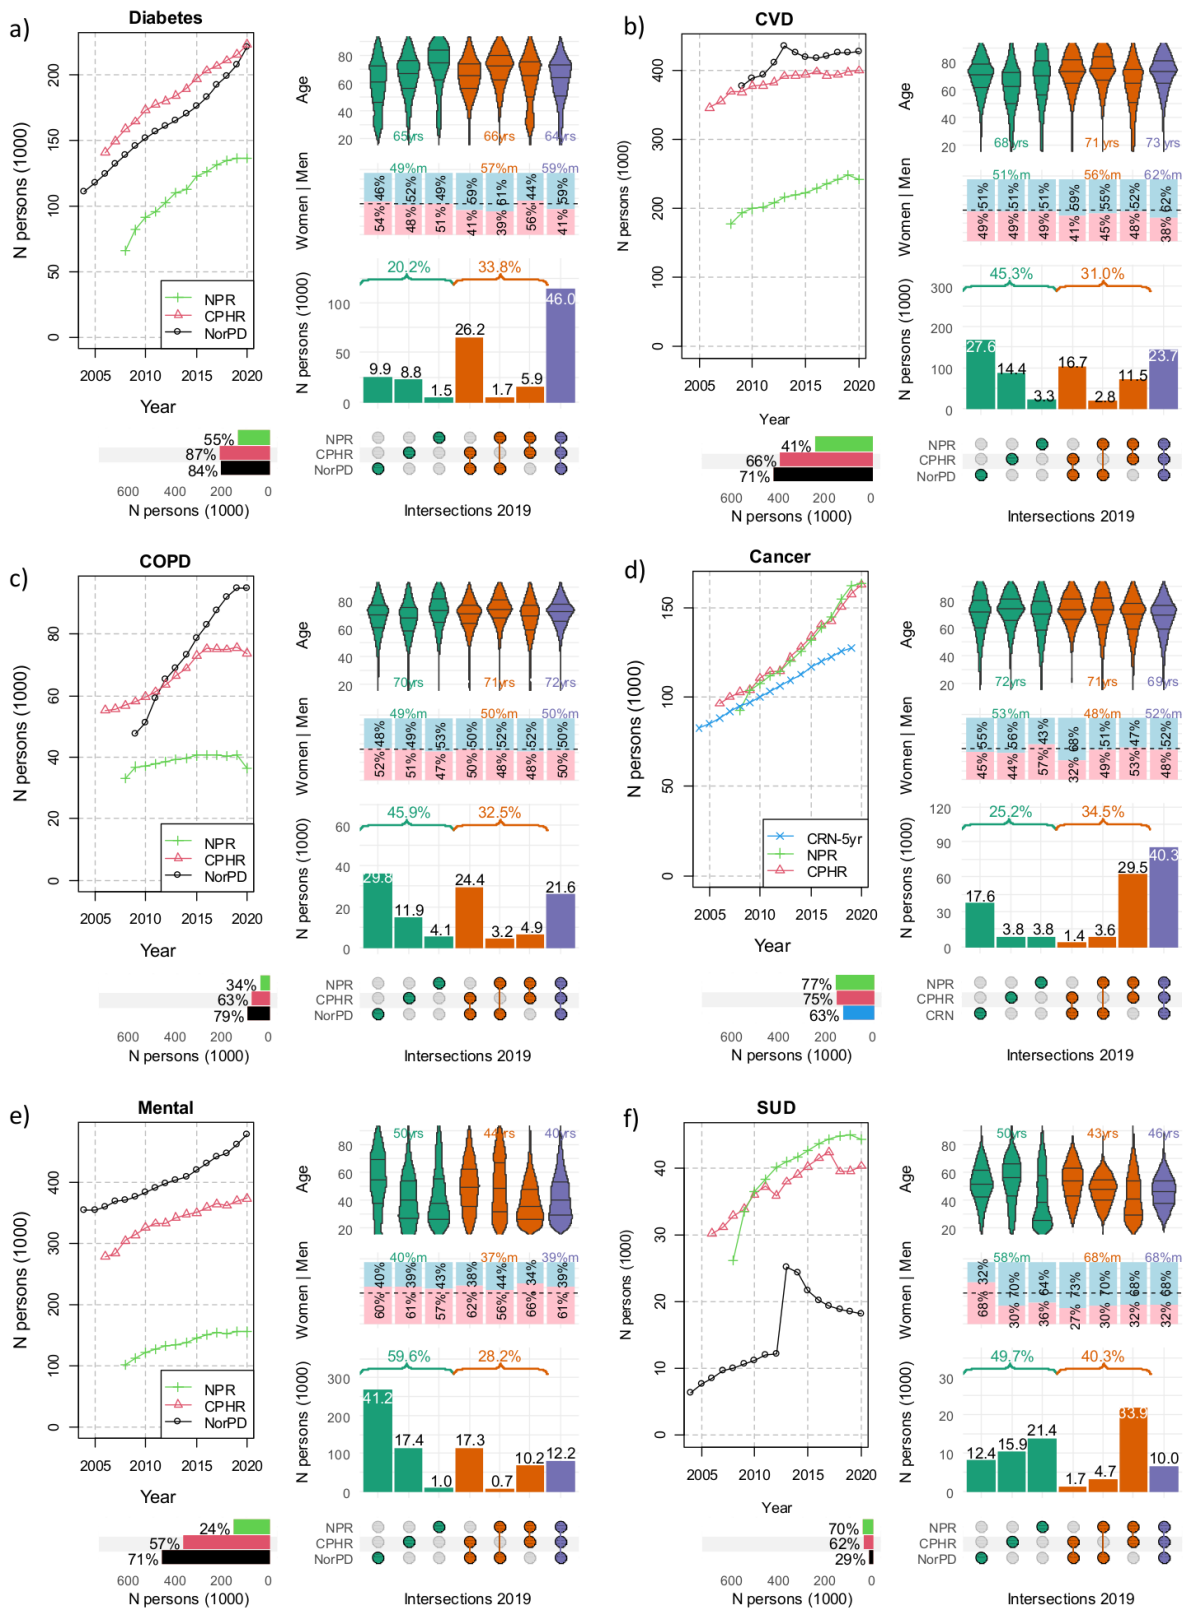 a)
Diabetes
N persons (1000)
200
150
100
50
0
NPR
CPHR
NorPD
2005 2010 2015 2020
Year
Age
80
60
40
20
65yrs 66yrs 64yrs
Women | Men
49%m 57%m 59%m
46% 52% 49% 59% 61% 44% 59%
54% 48% 51% 41% 39% 56% 41%
N persons (1000)
20.2% 33.8%
100
50
0
9.9 8.8 1.5 26.2 1.7 5.9 46.0
NPR
CPHR
NorPD
55%
87%
84%
600 400 200 0
N persons (1000)
Intersections 2019
b)
CVD
N persons (1000)
400
300
200
100
0
2005 2010 2015 2020
Year
Age
80
60
40
20
68yrs 71yrs 73yrs
Women | Men
51%m 56%m 62%m
51% 51% 51% 59% 55% 52% 62%
49% 49% 49% 41% 45% 48% 38%
N persons (1000)
45.3% 31.0%
300
200
100
0
27.6 14.4 3.3 16.7 2.8 11.5 23.7
NPR
CPHR
NorPD
41%
66%
71%
600 400 200 0
N persons (1000)
Intersections 2019
c)
COPD
N persons (1000)
80
60
40
20
0
NPR
CPHR
NorPD
2005 2010 2015 2020
Year
Age
80
60
40
20
70yrs 71yrs 72yrs
Women | Men
49%m 50%m 50%m
48% 49% 53% 50% 52% 52% 50%
52% 51% 47% 50% 48% 48% 50%
N persons (1000)
45.9% 32.5%
60
40
20
0
29.8 11.9 4.1 24.4 3.2 4.9 21.6
NPR
CPHR
NorPD
34%
63%
79%
600 400 200 0
N persons (1000)
Intersections 2019
d)
Cancer
N persons (1000)
150
100
50
0
CRN-5yr
NPR
CPHR
2005 2010 2015 2020
Year
Age
80
60
40
20
72yrs 71yrs 69yrs
Women | Men
53%m 48%m 52%m
55% 56% 43% 68% 51% 47% 52%
45% 44% 57% 32% 49% 53% 48%
N persons (1000)
25.2% 34.5%
120
90
60
30
0
17.6 3.8 3.8 1.4 3.6 29.5 40.3
NPR
CPHR
CRN
77%
75%
63%
600 400 200 0
N persons (1000)
Intersections 2019
e)
Mental
N persons (1000)
400
300
200
100
0
NPR
CPHR
NorPD
2005 2010 2015 2020
Year
Age
80
60
40
20
50yrs 44yrs 40yrs
Women | Men
40%m 37%m 39%m
40% 39% 43% 38% 44% 34% 39%
60% 61% 57% 62% 56% 66% 61%
N persons (1000)
59.6% 28.2%
300
200
100
0
41.2 17.4 1.0 17.3 0.7 10.2 12.2
NPR
CPHR
NorPD
24%
57%
71%
600 400 200 0
N persons (1000)
Intersections 2019
f)
SUD
N persons (1000)
40
30
20
10
0
2005 2010 2015 2020
Year
Age
80
60
40
20
50yrs 43yrs 46yrs
Women | Men
58%m 68%m 68%m
32% 70% 64% 73% 70% 68% 68%
68% 30% 36% 27% 30% 32% 32%
N persons (1000)
49.7% 40.3%
30
20
10
0
12.4 15.9 21.4 1.7 4.7 33.9 10.0
NPR
CPHR
NorPD
70%
62%
29%
600 400 200 0
N persons (1000)
Intersections 2019